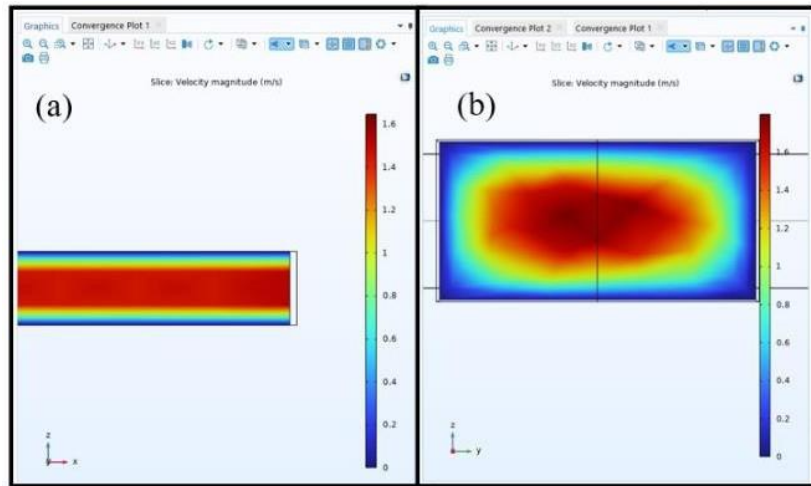 Graphics Convergence Plot 1
Slice: Velocity magnitude (m/s)
(a)
1.6
1.4
1.2
1
0.8
0.6
0.4
0.2
0
z
y x
Graphics Convergence Plot 2 Convergence Plot 1
Slice: Velocity magnitude (m/s)
(b)
1.6
1.4
1.2
1
0.8
0.6
0.4
0.2
0
z
y